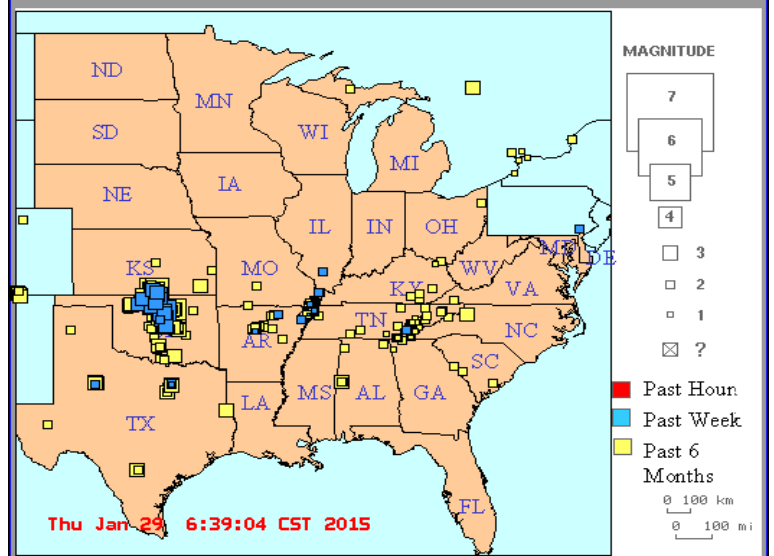 MAGNITUDE
7
6
5
4
3
2
1
?
Past Hour
Past Week
Past 6
Months
0 100 km
0 100 mi
ND
MN
SD
WI
MI
NE
IA
IL
IN
OH
KS
MO
KY
WV
MD
DE
VA
TN
NC
AR
SC
MS
AL
GA
LA
TX
FL
Thu Jan 29 6:39:04 CST 2015